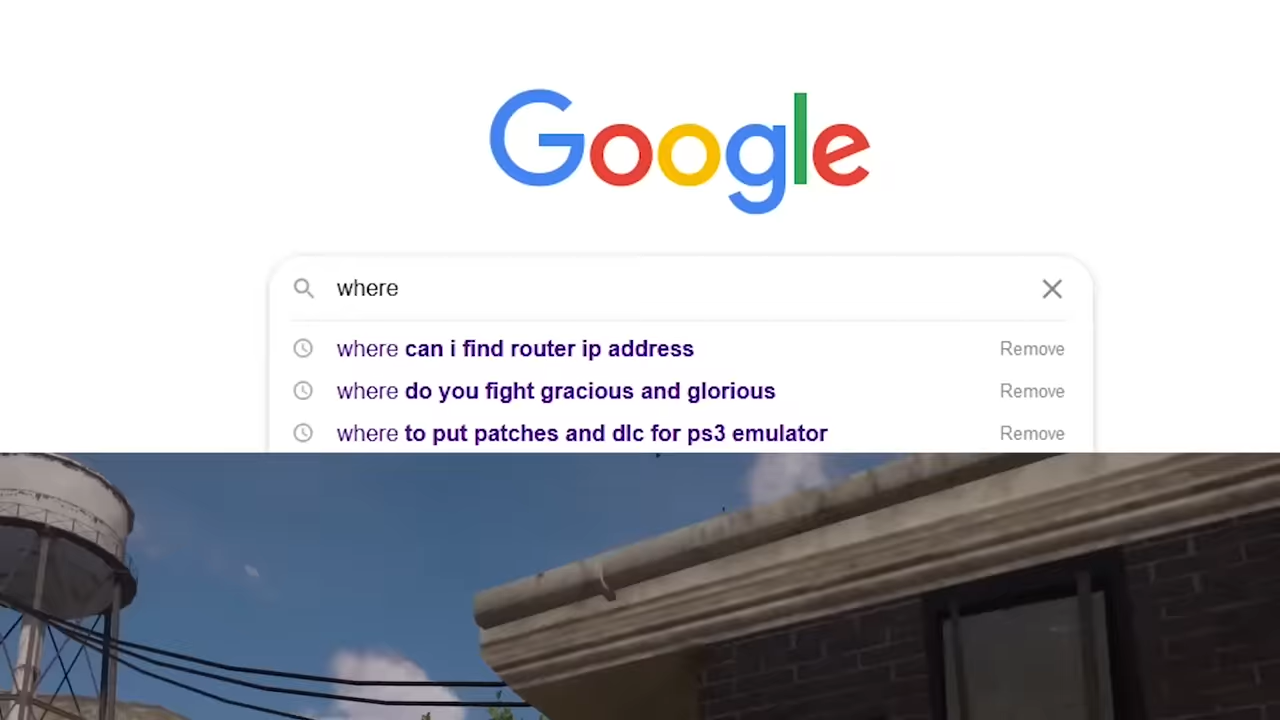 Google
where
where can i find router ip address Remove
where do you fight gracious and glorious Remove
where to put patches and dlc for ps3 emulator Remove